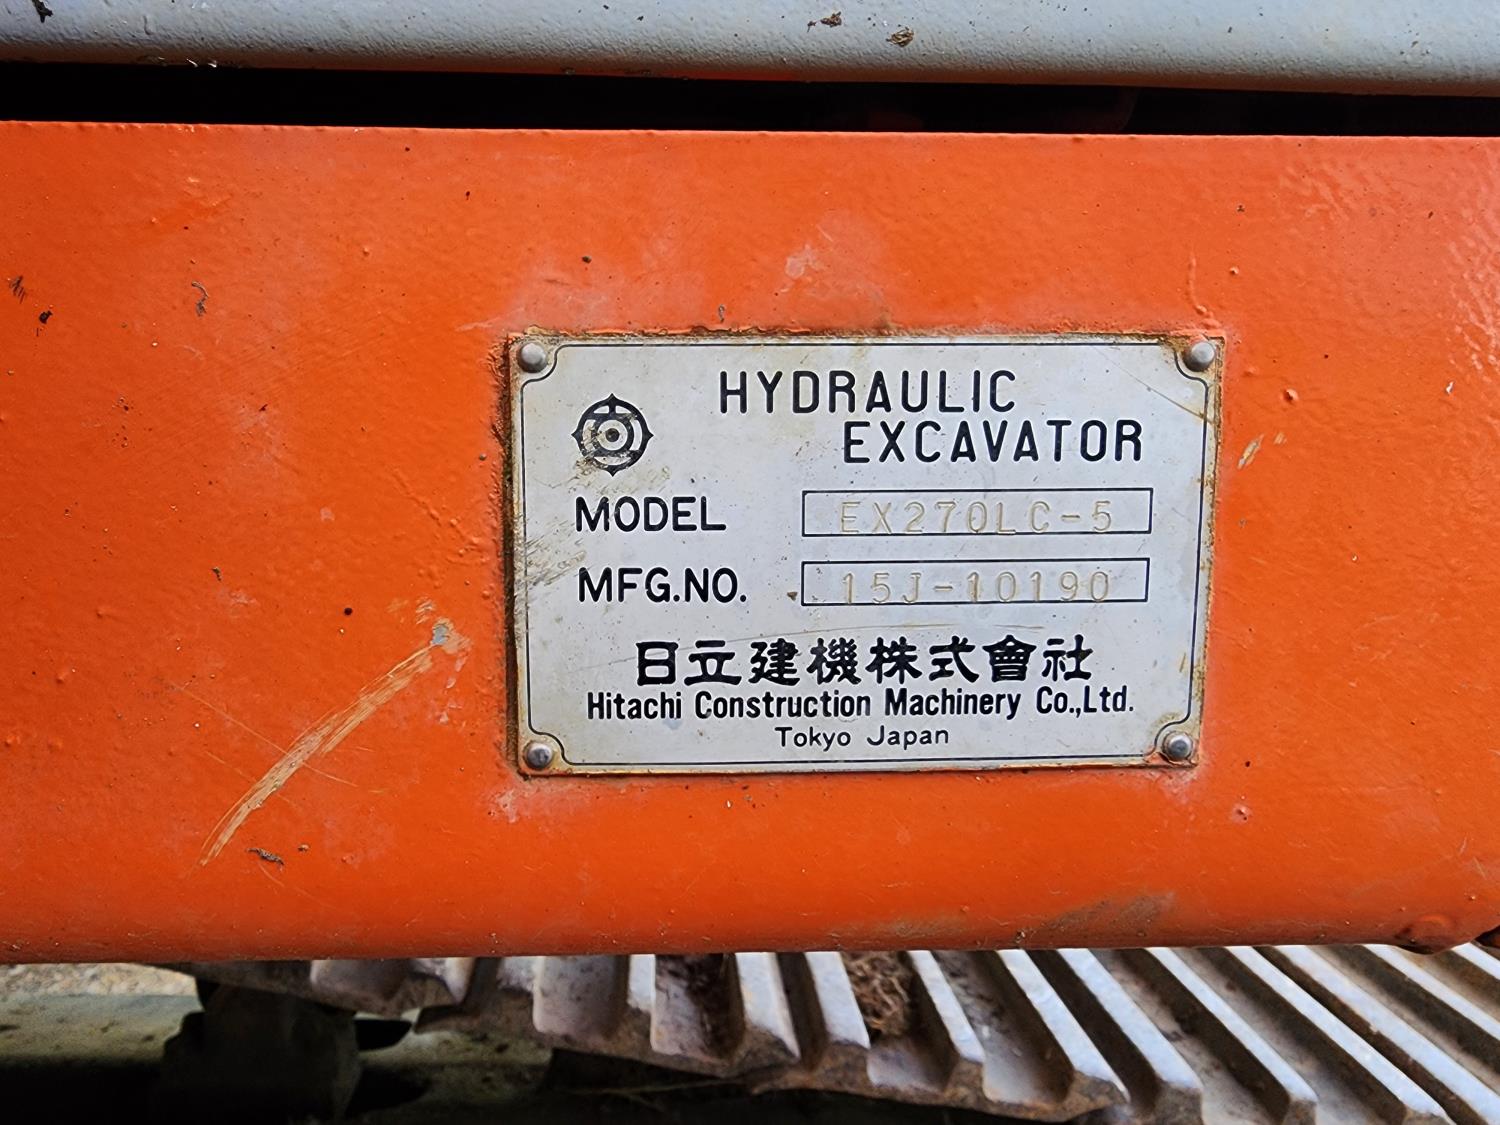 HYDRAULIC
EXCAVATOR
MODEL EX270LC-5
MFG.NO. 15J-10190
日立建機株式會社
Hitachi Construction Machinery Co.,Ltd.
Tokyo Japan